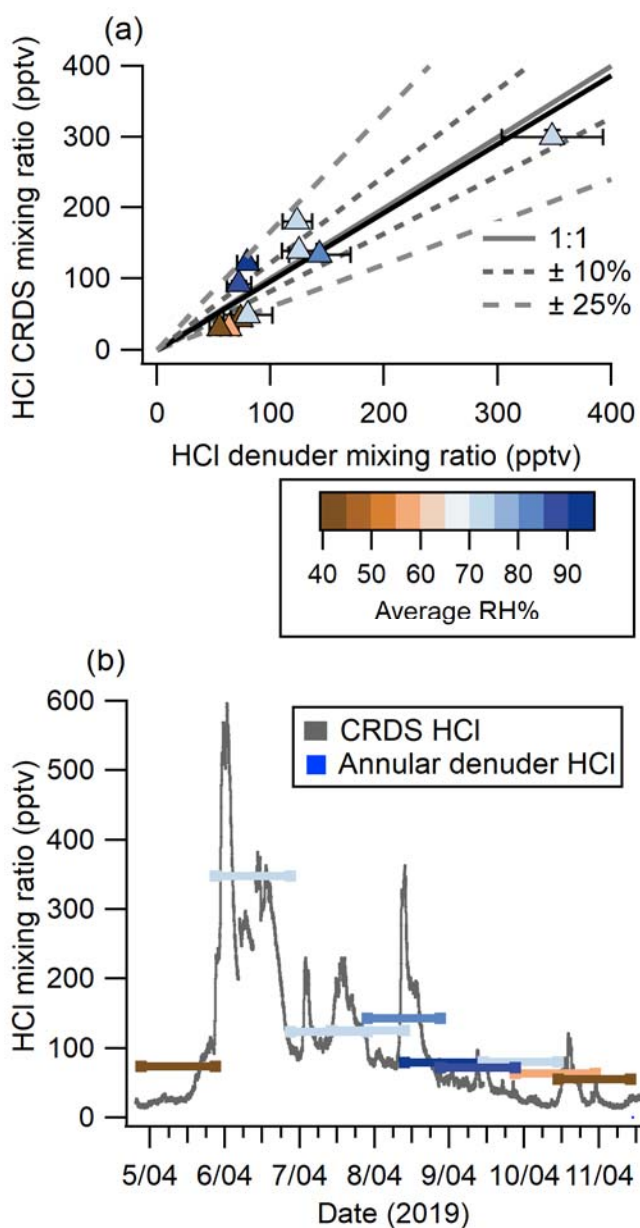 (a)
400
300
200
100
0
HCl CRDS mixing ratio (pptv)
1:1
± 10%
± 25%
0 100 200 300 400
HCl denuder mixing ratio (pptv)
40 50 60 70 80 90
Average RH%
(b)
600
500
400
300
200
100
0
HCl mixing ratio (pptv)
CRDS HCl
Annular denuder HCl
5/04 6/04 7/04 8/04 9/04 10/04 11/04
Date (2019)